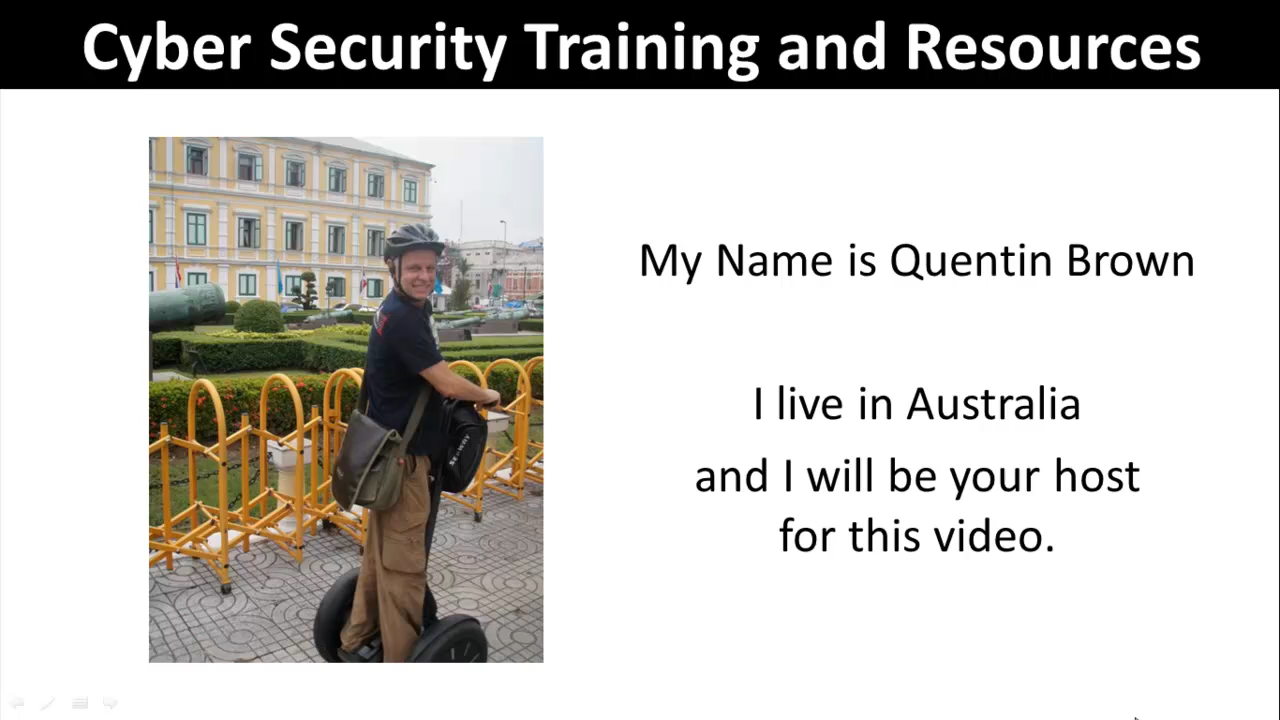 Cyber Security Training and Resources
My Name is Quentin Brown
I live in Australia
and I will be your host
for this video.
SEGWAY